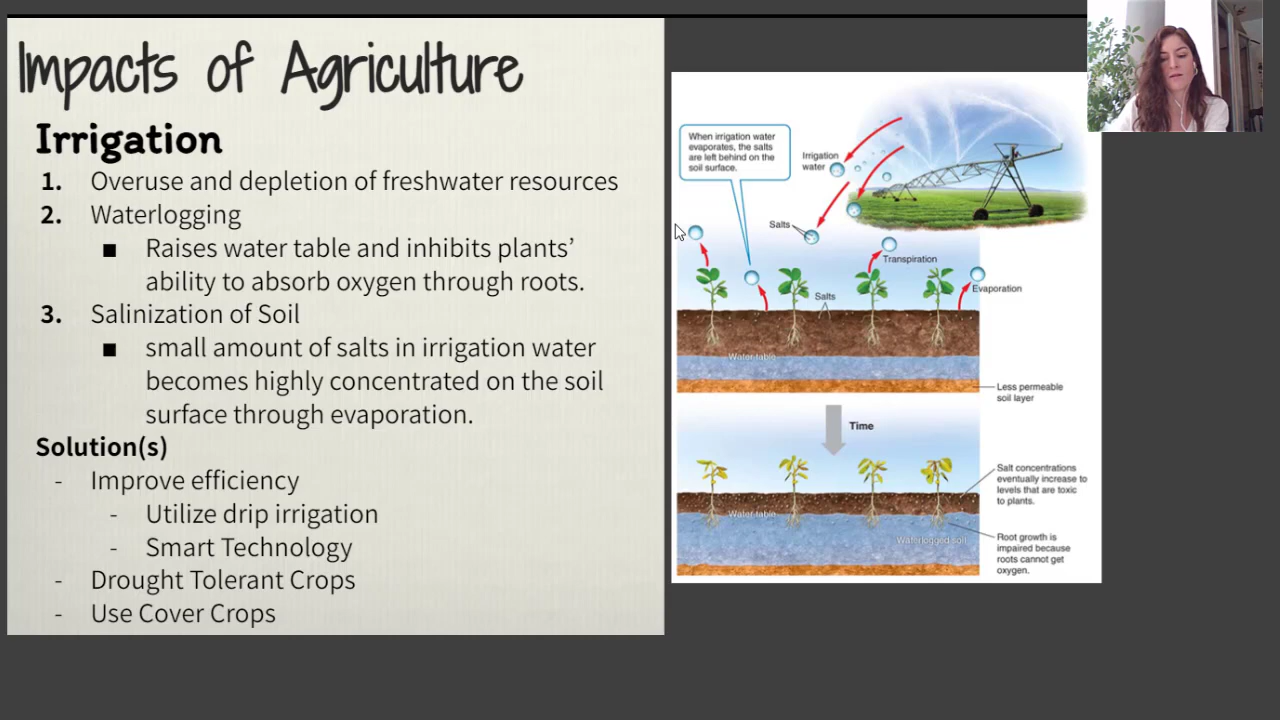 Impacts of Agriculture
Irrigation
1. Overuse and depletion of freshwater resources
2. Waterlogging
■ Raises water table and inhibits plants’
ability to absorb oxygen through roots.
3. Salinization of Soil
■ small amount of salts in irrigation water
becomes highly concentrated on the soil
surface through evaporation.
Solution(s)
- Improve efficiency
- Utilize drip irrigation
- Smart Technology
- Drought Tolerant Crops
- Use Cover Crops
When irrigation water
evaporates, the salts
are left behind on the
soil surface.
Irrigation
water
Salts
Transpiration
Evaporation
Salts
Water table
Less permeable
soil layer
Time
Salt concentrations
eventually increase to
levels that are toxic
to plants.
Water table
Waterlogged soil
Root growth is
impaired because
roots cannot get
oxygen.